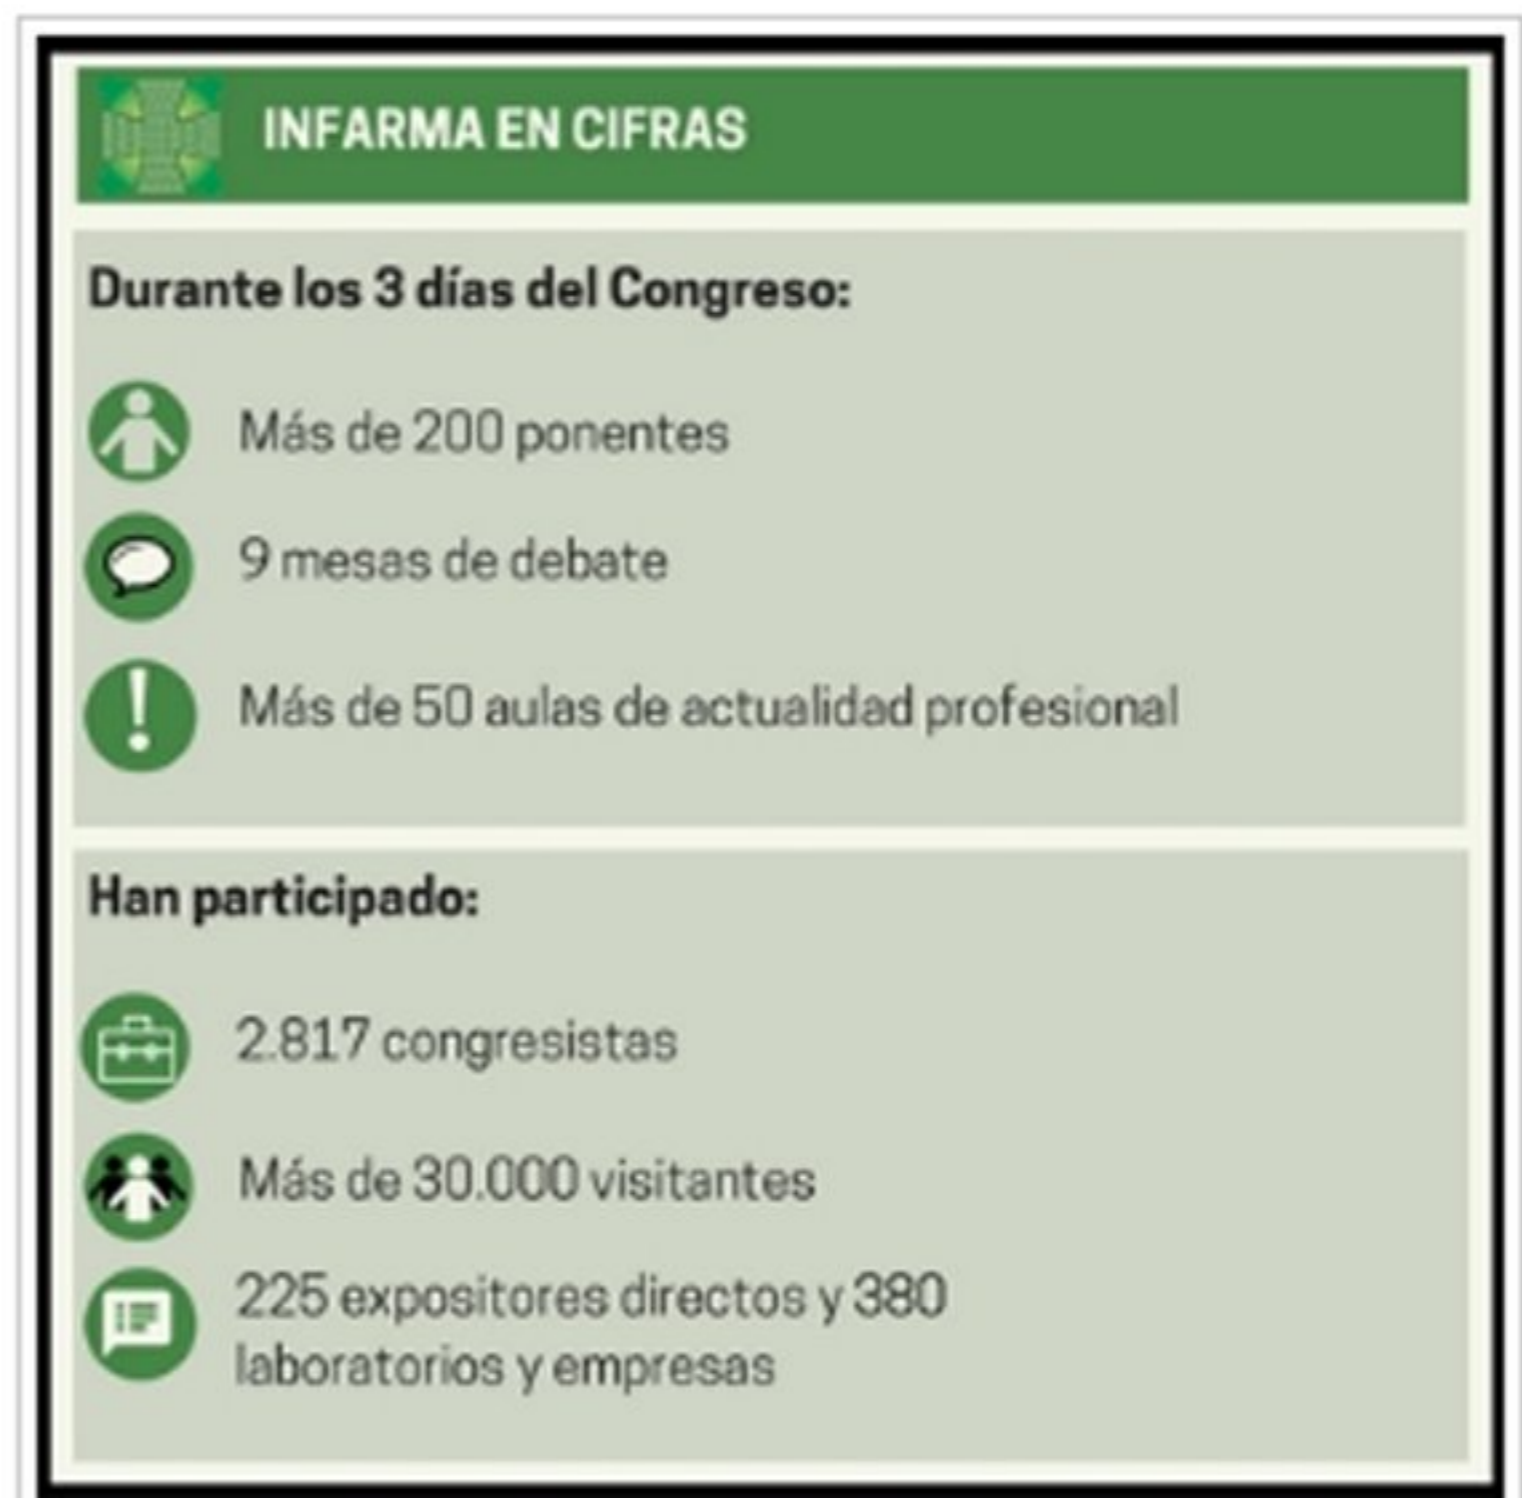 INFARMA EN CIFRAS
Durante los 3 días del Congreso:
Más de 200 ponentes
9 mesas de debate
Más de 50 aulas de actualidad profesional
Han participado:
2.817 congresistas
Más de 30.000 visitantes
225 expositores directos y 380
laboratorios y empresas